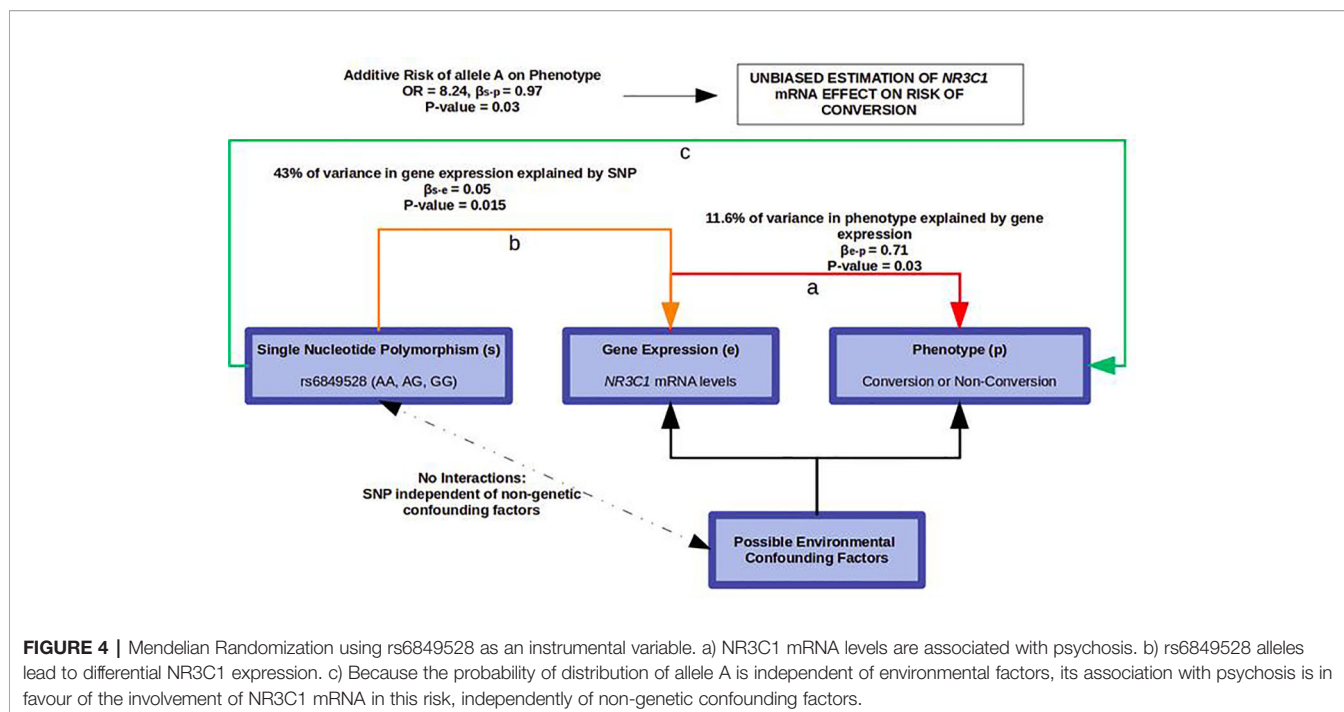 Additive Risk of allele A on Phenotype
OR = 8.24, βs-p = 0.97
P-value = 0.03
UNBIASED ESTIMATION OF NR3C1
mRNA EFFECT ON RISK OF
CONVERSION
c
43% of variance in gene expression explained by SNP
βs-e = 0.05
P-value = 0.015
b
11.6% of variance in phenotype explained by gene
expression
βe-p = 0.71
P-value = 0.03
a
Single Nucleotide Polymorphism (s)
rs6849528 (AA, AG, GG)
Gene Expression (e)
NR3C1 mRNA levels
Phenotype (p)
Conversion or Non-Conversion
No Interactions:
SNP independent of non-genetic
confounding factors
Possible Environmental
Confounding Factors
FIGURE 4 | Mendelian Randomization using rs6849528 as an instrumental variable. a) NR3C1 mRNA levels are associated with psychosis. b) rs6849528 alleles
lead to differential NR3C1 expression. c) Because the probability of distribution of allele A is independent of environmental factors, its association with psychosis is in
favour of the involvement of NR3C1 mRNA in this risk, independently of non-genetic confounding factors.